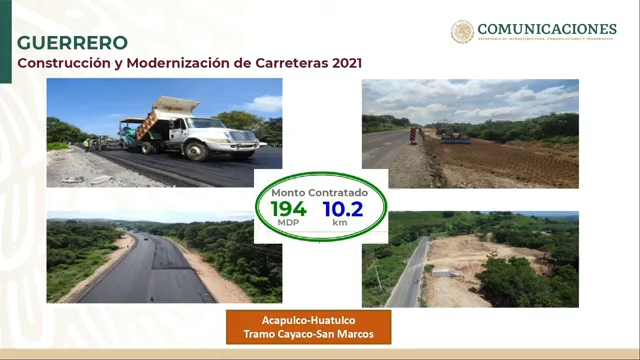 COMUNICACIONES
SECRETARÍA DE INFRAESTRUCTURA, COMUNICACIONES Y TRANSPORTES
GUERRERO
Construcción y Modernización de Carreteras 2021
Monto Contratado
194 10.2
MDP km
Acapulco-Huatulco
Tramo Cayaco-San Marcos